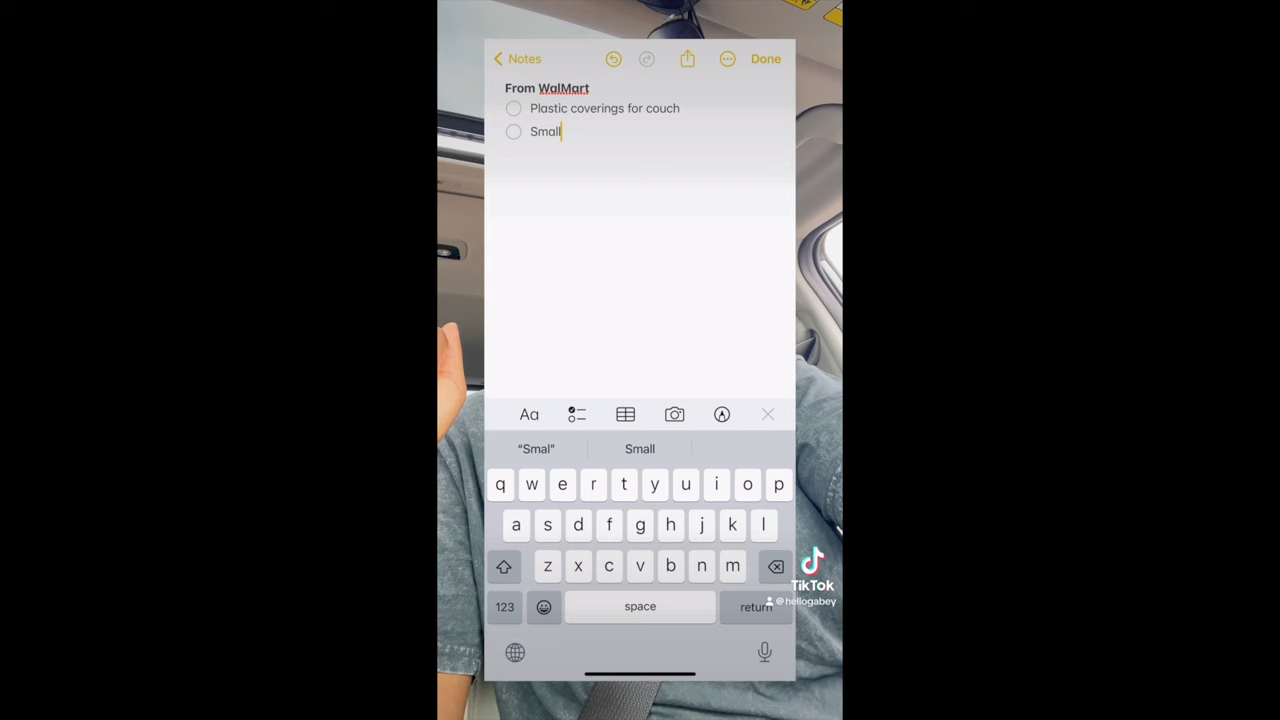 Notes
Done
From WalMart
Plastic coverings for couch
Small
Aa
“Smal”
Small
q w e r t y u i o p
a s d f g h j k l
z x c v b n m
123
space
return
TikTok
@hellogabey